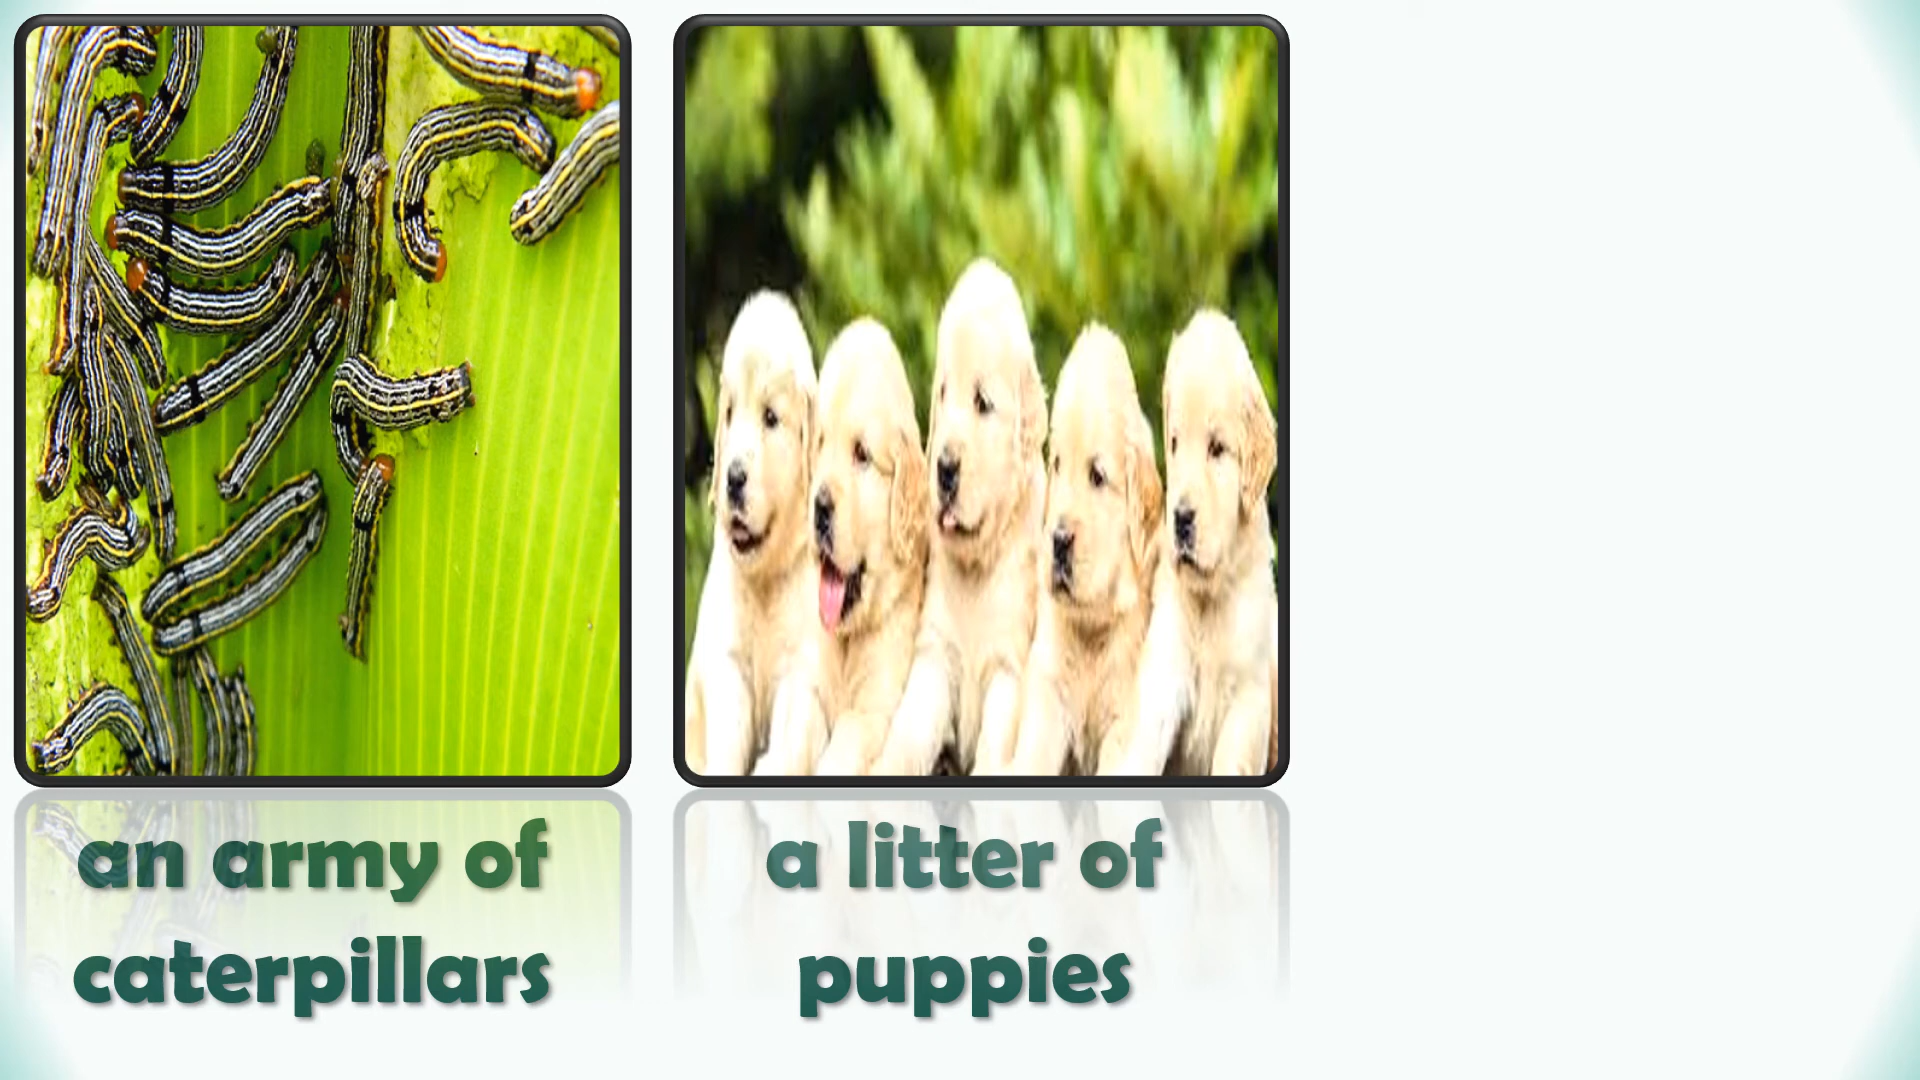 an army of
caterpillars
a litter of
puppies